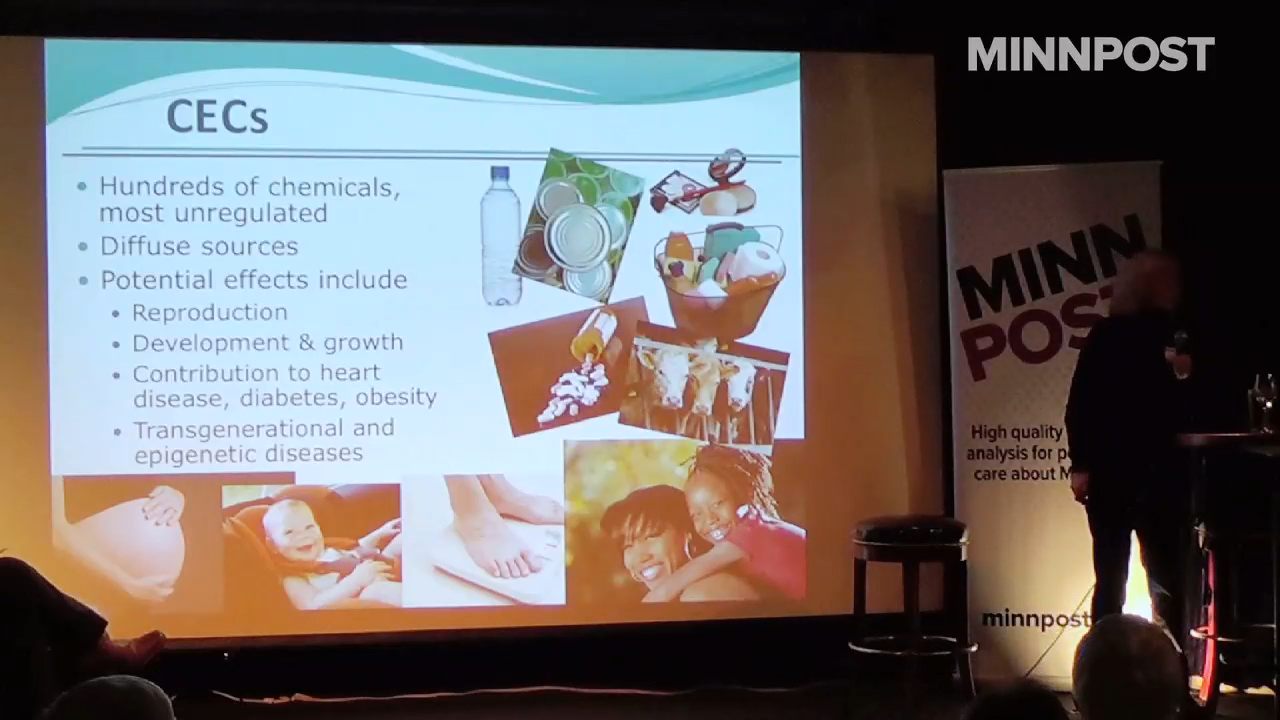 MINNPOST
CECs
Hundreds of chemicals,
most unregulated
Diffuse sources
Potential effects include
Reproduction
Development & growth
Contribution to heart
disease, diabetes, obesity
Transgenerational and
epigenetic diseases
MINN
POST
High quality
analysis for
care about
minnpost